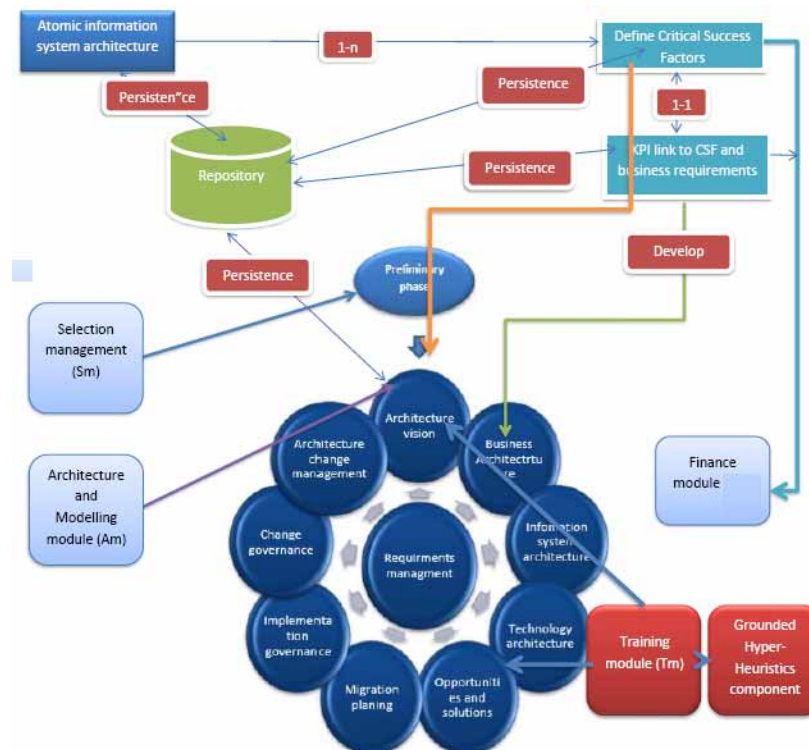 Atomic information
system architecture
1-n
Define Critical Success
Factors
Persisten"ce
Persistence
1-1
Repository
Persistence
KPI link to CSF and
business requirements
Persistence
Develop
Preliminary
phase
Selection
management
(Sm)
Architecture
vision
Architecture
change
management
Business
Architectrtu
re
Architecture
and
Modelling
module (Am)
Finance
module
Change
governance
Infomation
system
architecture
Requirments
managment
Implementa
tion
governance
Technology
architecture
Training
module (Tm)
Grounded
Hyper-
Heuristics
component
Migration
planing
Opportuniti
es and
solutions